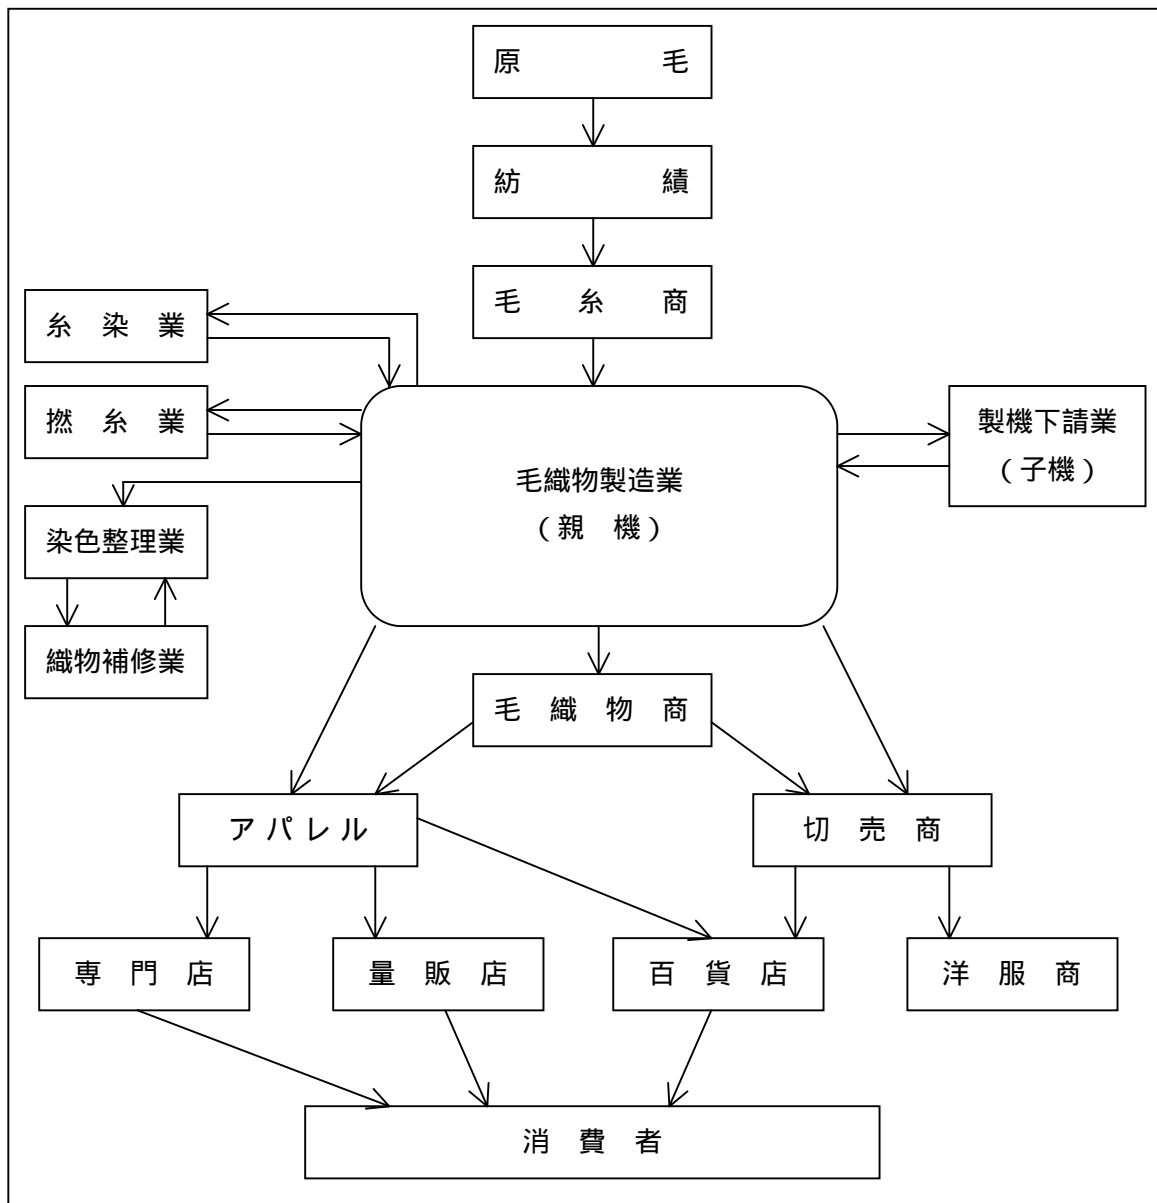 原 毛
紡 績
毛 糸 商
糸 染 業
撚 糸 業
製機下請業
（子機）
毛織物製造業
（親 機）
染色整理業
織物補修業
毛 織 物 商
アパレル
切 売 商
専 門 店
量 販 店
百 貨 店
洋 服 商
消 費 者